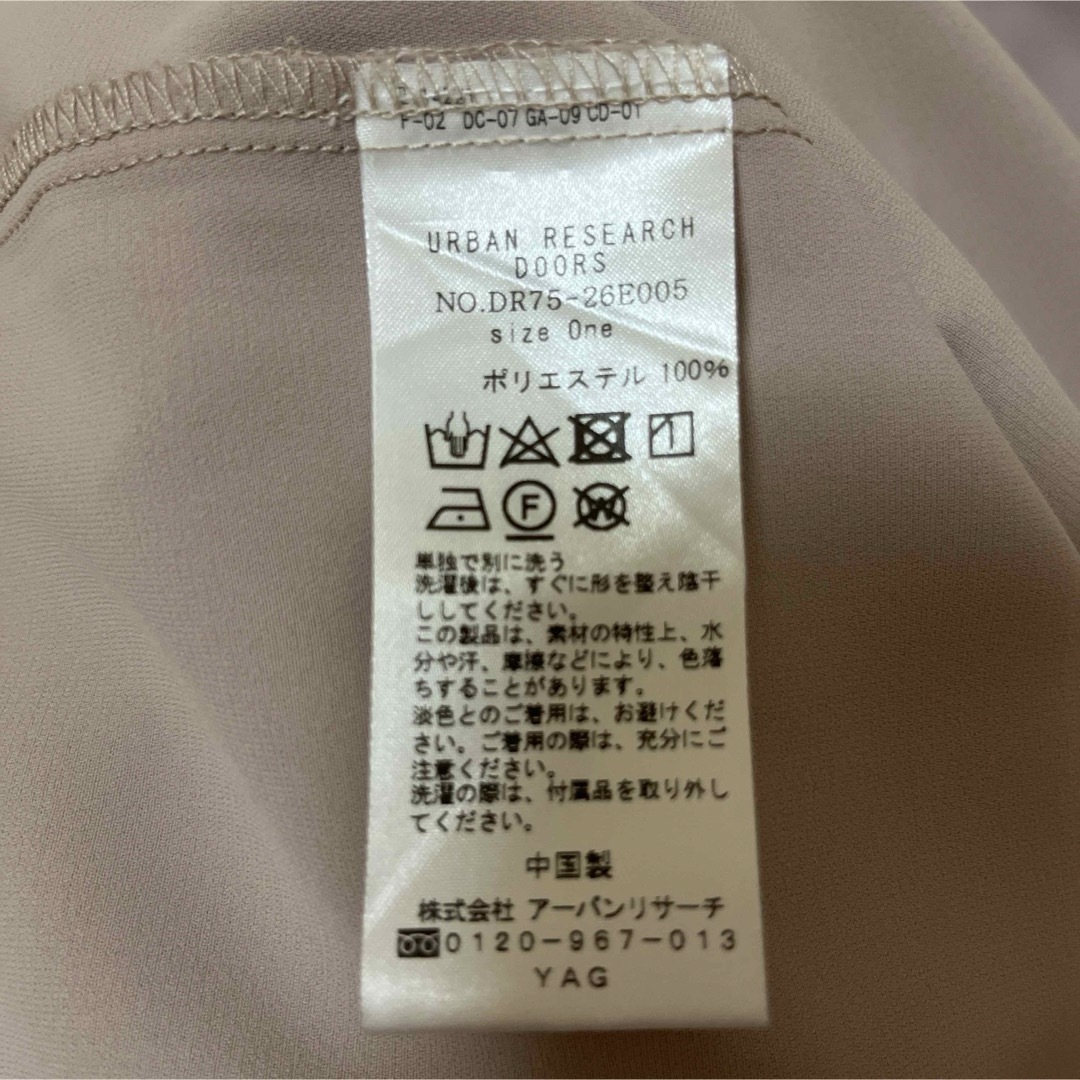 F-02 DC-07 GA-09 CD-01
URBAN RESEARCH
DOORS
NO.DR75-26E005
size One
ポリエステル 100%
F
W
単独で別に洗う
洗濯後は、すぐに形を整え陰干
ししてください。
この製品は、素材の特性上、水
分や汗、摩擦などにより、色落
ちすることがあります。
淡色とのご着用は、お避けくだ
さい。ご着用の際は、充分にご
注意ください。
洗濯の際は、付属品を取り外し
てください。
中国製
株式会社 アーバンリサーチ
0120-967-013
YAG